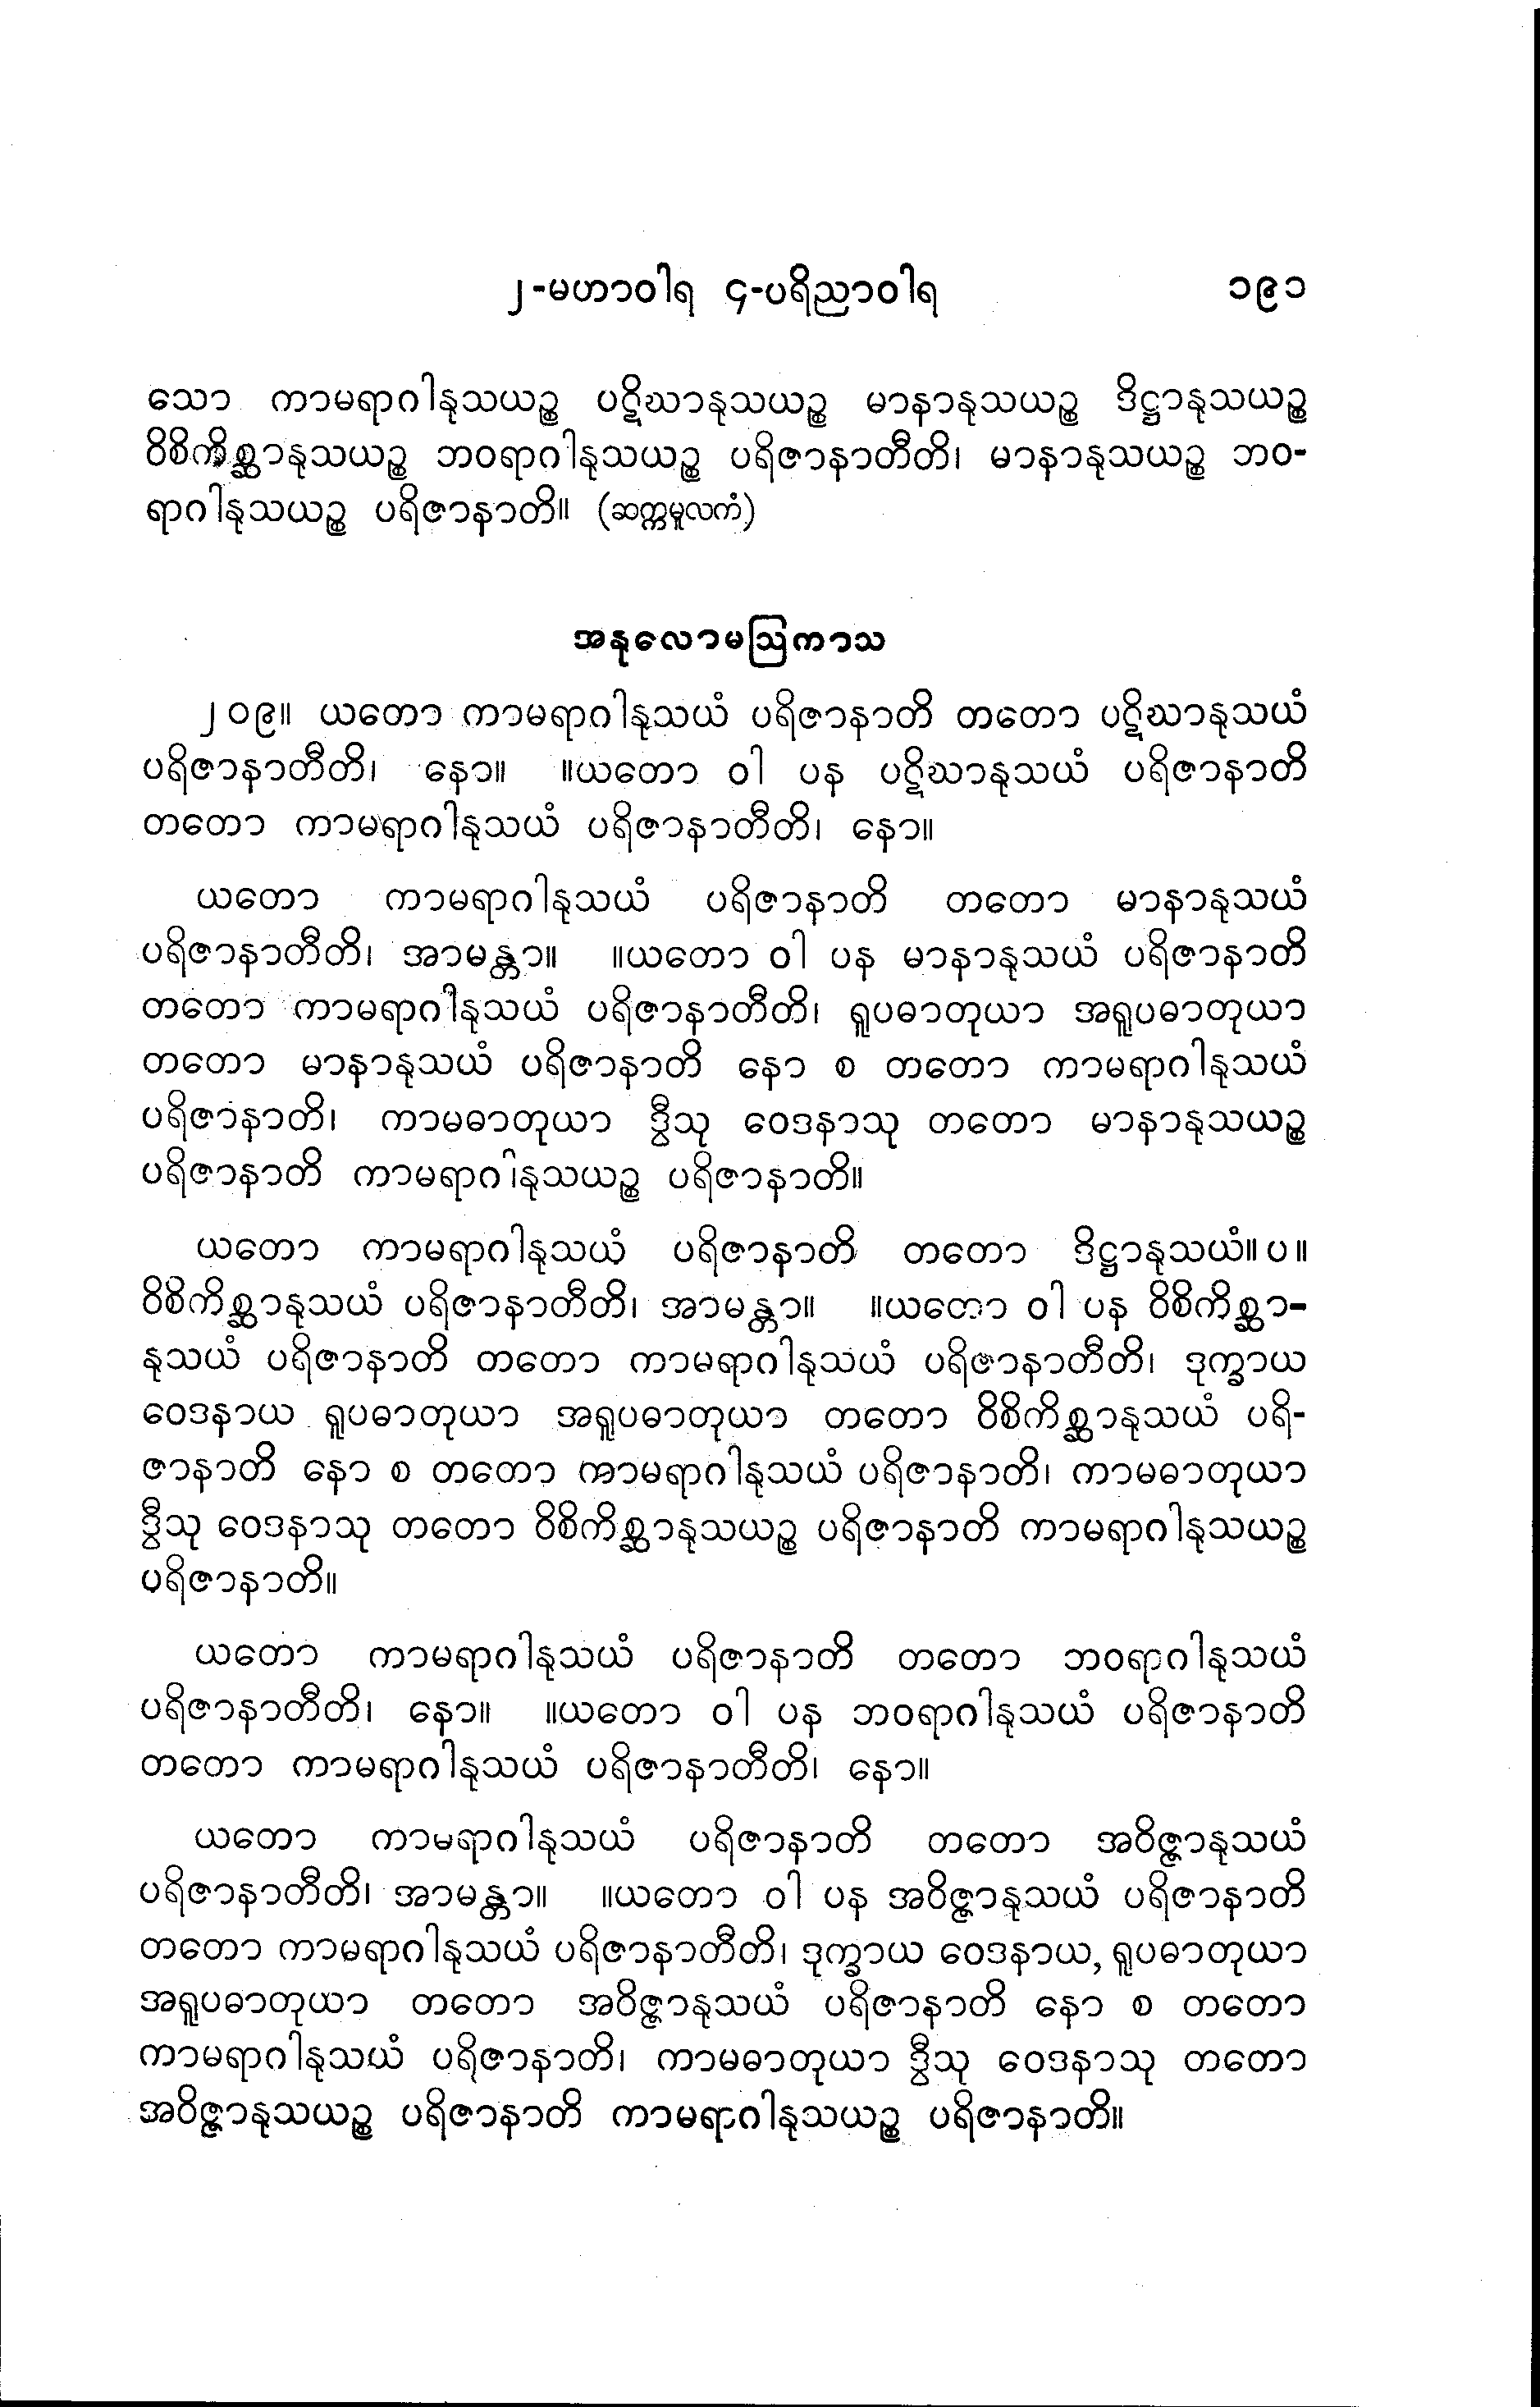 ၂-မဟာဝါရ ၄-ပရိညာဝါရ ၁၉၁
သော ကာမရာဂါနုသယဉ္စ ပဋိဃာနုသယဉ္စ မာနာနုသယဉ္စ ဒိဋ္ဌာနုသယဉ္စ
ဝိစိကိစ္ဆာနုသယဉ္စ ဘဝရာဂါနုသယဉ္စ ပရိဇာနာတီတိ၊ မာနာနုသယဉ္စ ဘဝ-
ရာဂါနုသယဉ္စ ပရိဇာနာတိ။ (ဆက္ကမူလကံ)
အနုလောမဩကာသ
၂၀၉။ ယတော ကာမရာဂါနုသယံ ပရိဇာနာတိ တတော ပဋိဃာနုသယံ
ပရိဇာနာတီတိ၊ နော။ ။ယတော ဝါ ပန ပဋိဃာနုသယံ ပရိဇာနာတိ
တတော ကာမရာဂါနုသယံ ပရိဇာနာတီတိ၊ နော။
ယတော ကာမရာဂါနုသယံ ပရိဇာနာတိ တတော မာနာနုသယံ
ပရိဇာနာတီတိ၊ အာမန္တာ။ ။ယတော ဝါ ပန မာနာနုသယံ ပရိဇာနာတိ
တတော ကာမရာဂါနုသယံ ပရိဇာနာတီတိ၊ ရူပဓာတုယာ အရူပဓာတုယာ
တတော မာနာနုသယံ ပရိဇာနာတိ နော စ တတော ကာမရာဂါနုသယံ
ပရိဇာနာတိ၊ ကာမဓာတုယာ ဒွီသု ဝေဒနာသု တတော မာနာနုသယဉ္စ
ပရိဇာနာတိ ကာမရာဂါနုသယဉ္စ ပရိဇာနာတိ။
ယတော ကာမရာဂါနုသယံ ပရိဇာနာတိ တတော ဒိဋ္ဌာနုသယံ။ပ။
ဝိစိကိစ္ဆာနုသယံ ပရိဇာနာတီတိ၊ အာမန္တာ။ ။ယတော ဝါ ပန ဝိစိကိစ္ဆာ-
နုသယံ ပရိဇာနာတိ တတော ကာမရာဂါနုသယံ ပရိဇာနာတီတိ၊ ဒုက္ခာယ
ဝေဒနာယ ရူပဓာတုယာ အရူပဓာတုယာ တတော ဝိစိကိစ္ဆာနုသယံ ပရိ-
ဇာနာတိ နော စ တတော ကာမရာဂါနုသယံ ပရိဇာနာတိ၊ ကာမဓာတုယာ
ဒွီသု ဝေဒနာသု တတော ဝိစိကိစ္ဆာနုသယဉ္စ ပရိဇာနာတိ ကာမရာဂါနုသယဉ္စ
ပရိဇာနာတိ။
ယတော ကာမရာဂါနုသယံ ပရိဇာနာတိ တတော ဘဝရာဂါနုသယံ
ပရိဇာနာတီတိ၊ နော။ ။ယတော ဝါ ပန ဘဝရာဂါနုသယံ ပရိဇာနာတိ
တတော ကာမရာဂါနုသယံ ပရိဇာနာတီတိ၊ နော။
ယတော ကာမရာဂါနုသယံ ပရိဇာနာတိ တတော အဝိဇ္ဇာနုသယံ
ပရိဇာနာတီတိ၊ အာမန္တာ။ ။ယတော ဝါ ပန အဝိဇ္ဇာနုသယံ ပရိဇာနာတိ
တတော ကာမရာဂါနုသယံ ပရိဇာနာတီတိ၊ ဒုက္ခာယ ဝေဒနာယ, ရူပဓာတုယာ
အရူပဓာတုယာ တတော အဝိဇ္ဇာနုသယံ ပရိဇာနာတိ နော စ တတော
ကာမရာဂါနုသယံ ပရိဇာနာတိ၊ ကာမဓာတုယာ ဒွီသု ဝေဒနာသု တတော
အဝိဇ္ဇာနုသယဉ္စ ပရိဇာနာတိ ကာမရာဂါနုသယဉ္စ ပရိဇာနာတိ။